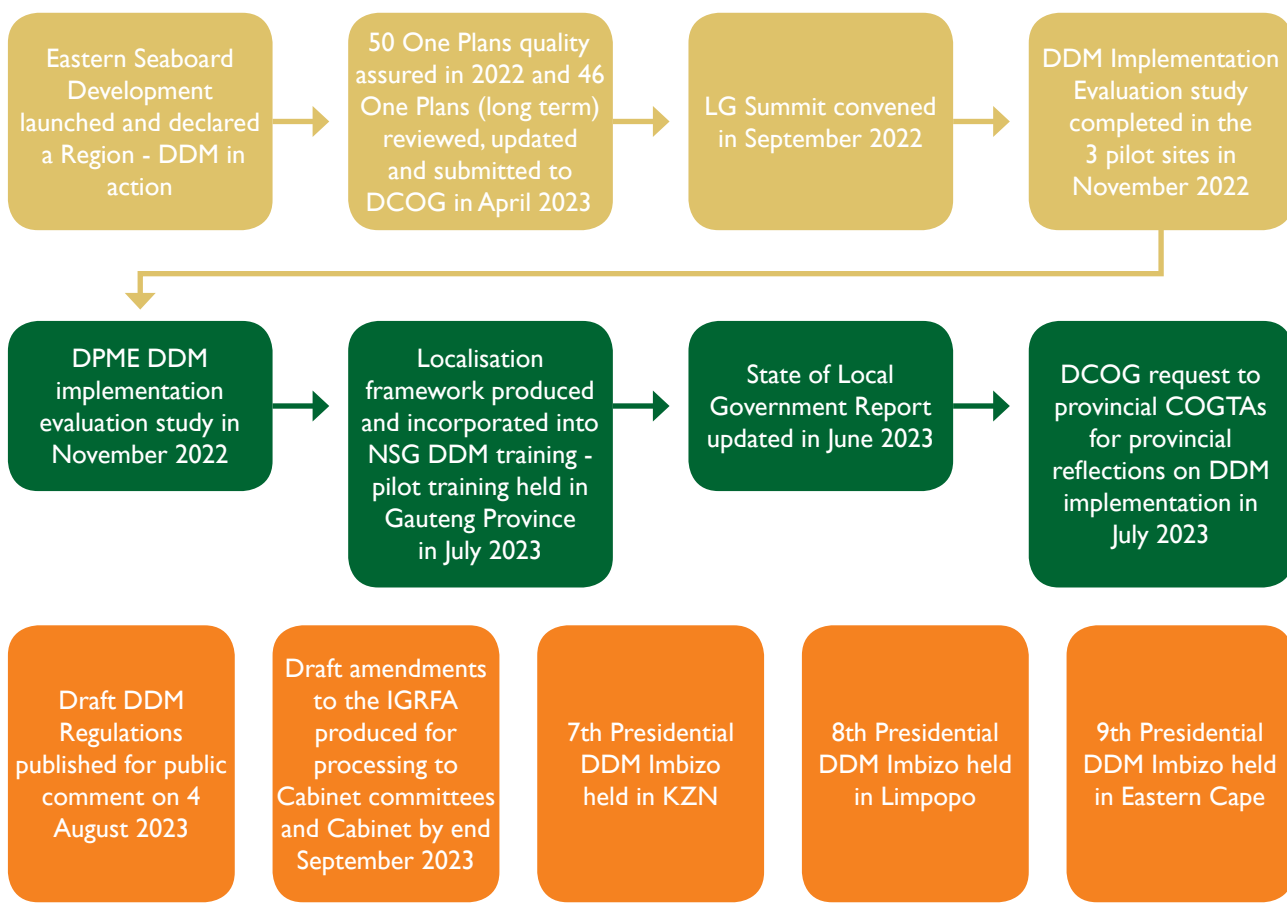 Eastern Seaboard
Development
launched and declared
a Region - DDM in
action
50 One Plans quality
assured in 2022 and 46
One Plans (long term)
reviewed, updated
and submitted to
DCOG in April 2023
LG Summit convened
in September 2022
DDM Implementation
Evaluation study
completed in the
3 pilot sites in
November 2022
DPME DDM
implementation
evaluation study in
November 2022
Localisation
framework produced
and incorporated into
NSG DDM training -
pilot training held in
Gauteng Province
in July 2023
State of Local
Government Report
updated in June 2023
DCOG request to
provincial COGTAs
for provincial
reflections on DDM
implementation in
July 2023
Draft DDM
Regulations
published for public
comment on 4
August 2023
Draft amendments
to the IGRFA
produced for
processing to
Cabinet committees
and Cabinet by end
September 2023
7th Presidential
DDM Imbizo
held in KZN
8th Presidential
DDM Imbizo held
in Limpopo
9th Presidential
DDM Imbizo held
in Eastern Cape